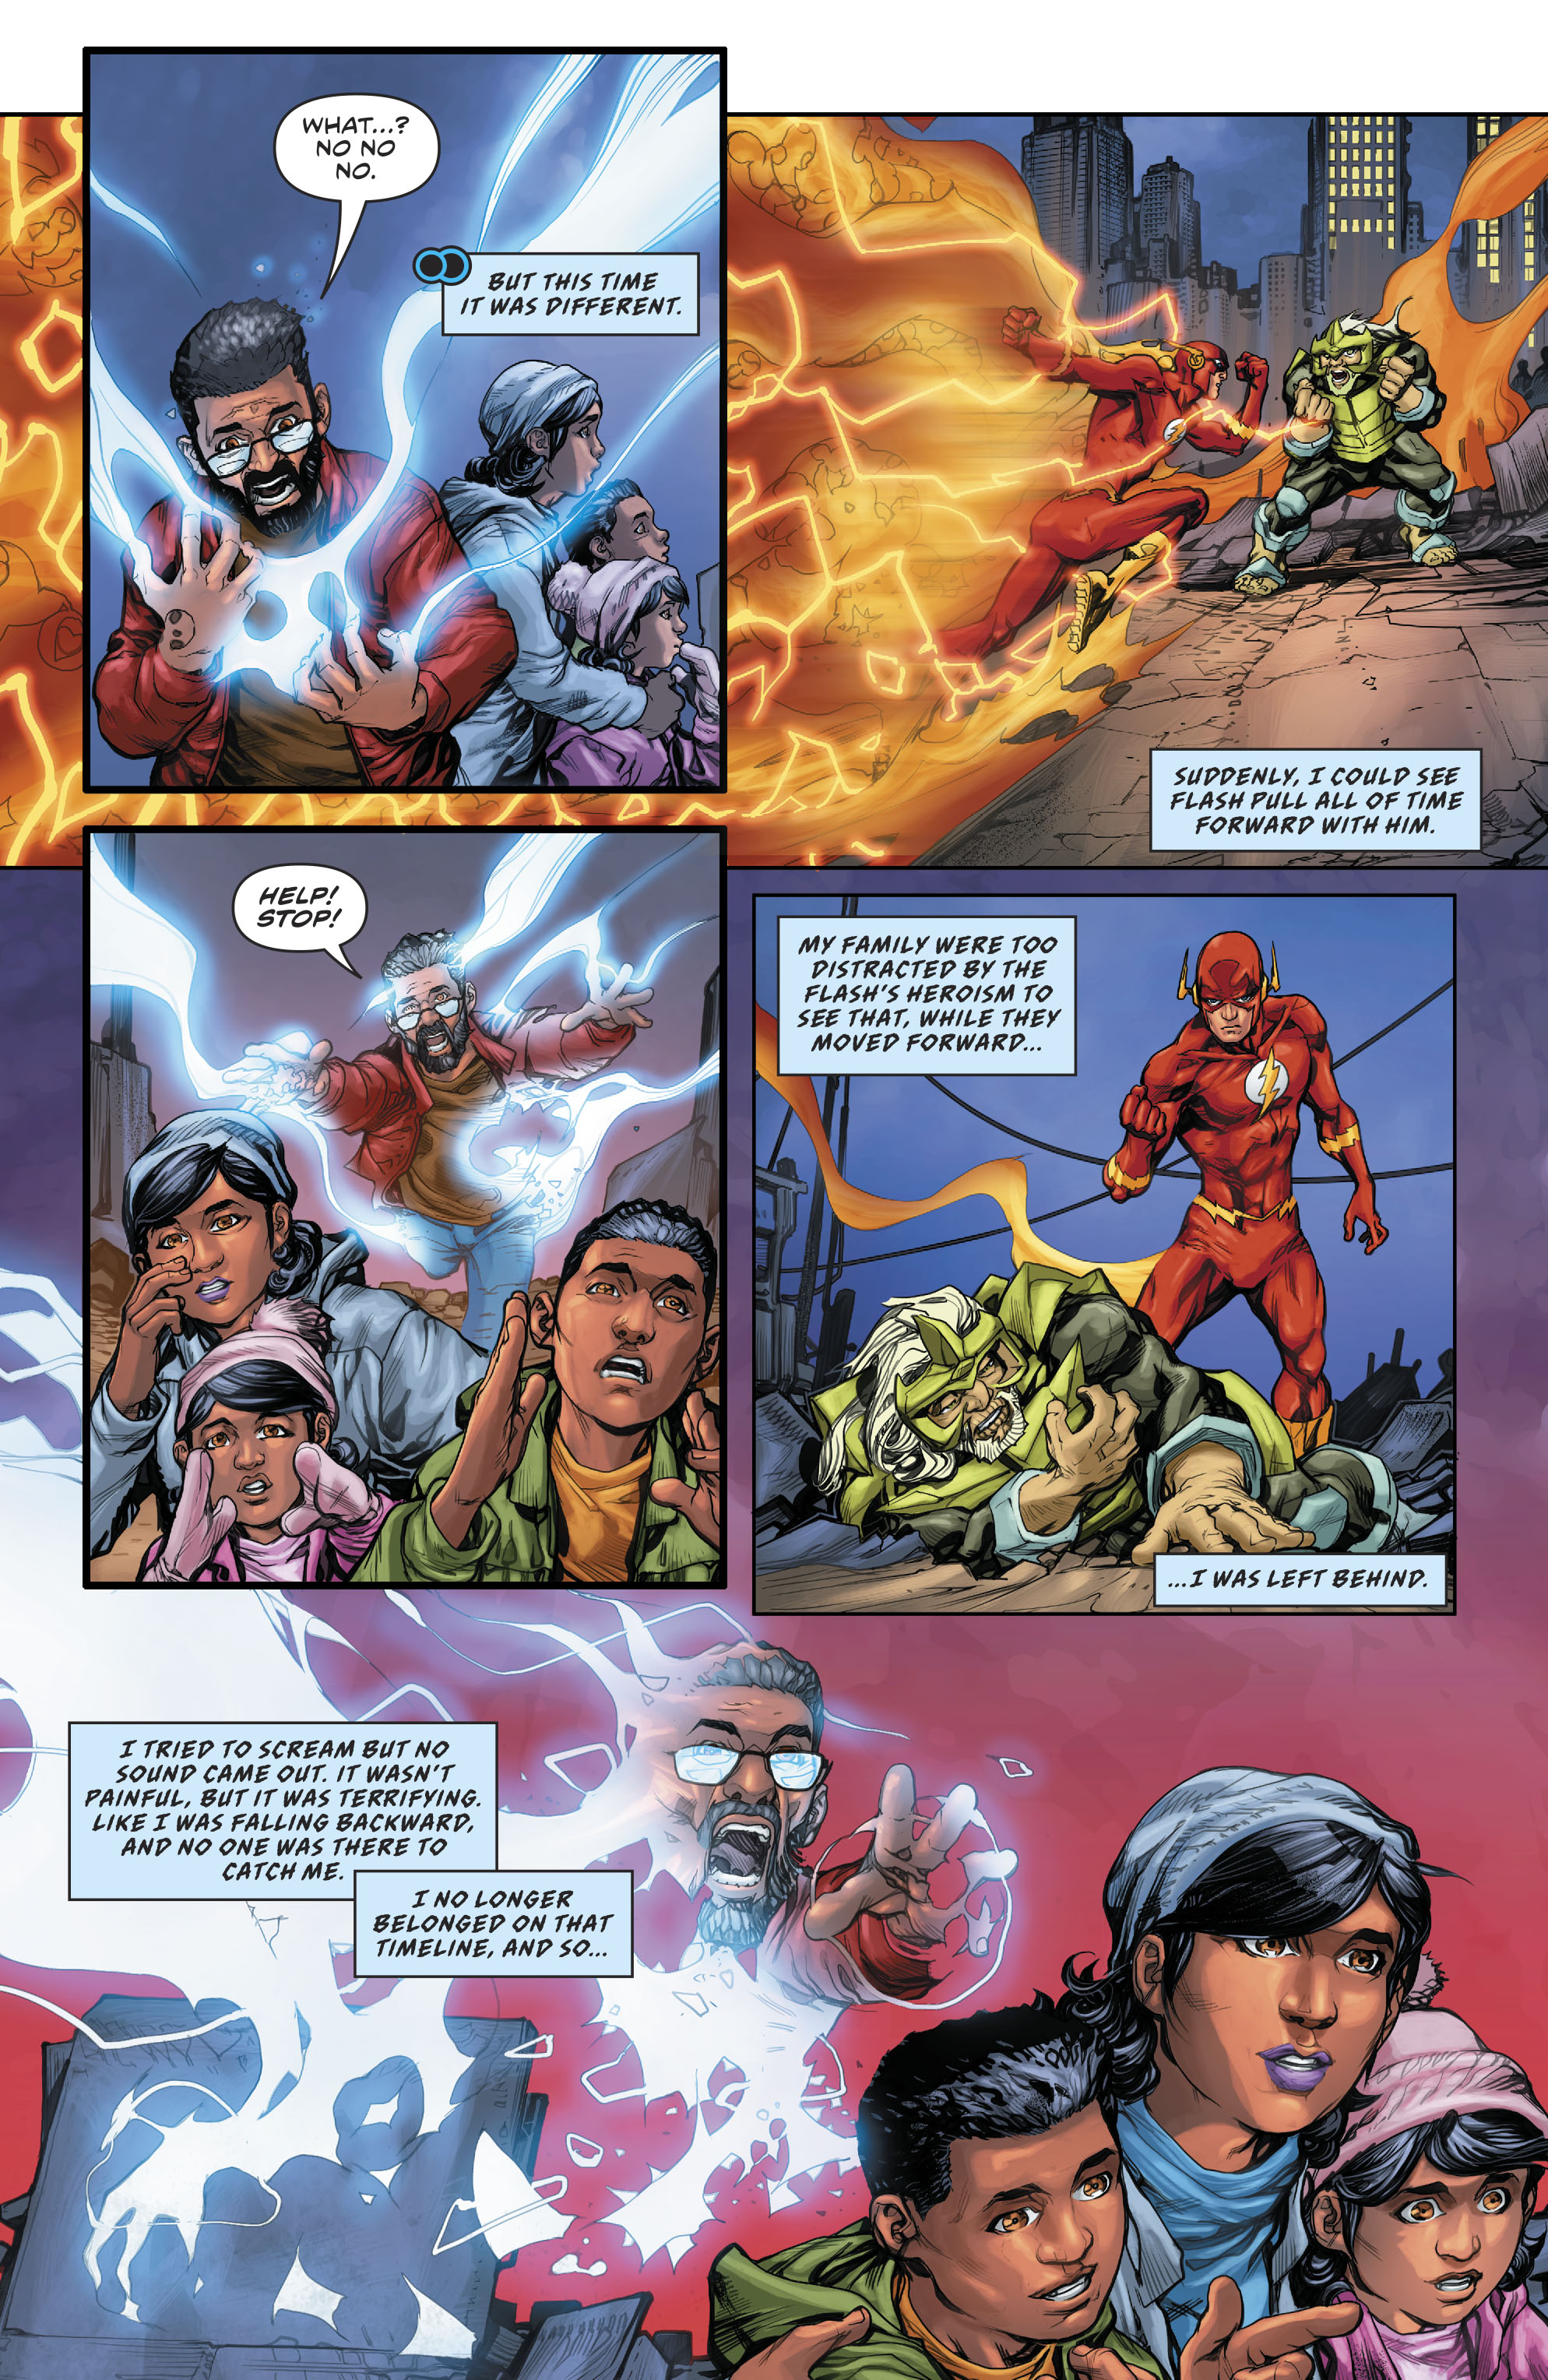 WHAT...?
NO NO
NO.
BUT THIS TIME
IT WAS DIFFERENT.
SUDDENLY, I COULD SEE
FLASH PULL ALL OF TIME
FORWARD WITH HIM.
HELP!
STOP!
MY FAMILY WERE TOO
DISTRACTED BY THE
FLASH'S HEROISM TO
SEE THAT, WHILE THEY
MOVED FORWARD...
...I WAS LEFT BEHIND.
I TRIED TO SCREAM BUT NO
SOUND CAME OUT. IT WASN'T
PAINFUL, BUT IT WAS TERRIFYING.
LIKE I WAS FALLING BACKWARD,
AND NO ONE WAS THERE TO
CATCH ME.
I NO LONGER
BELONGED ON THAT
TIMELINE, AND SO...